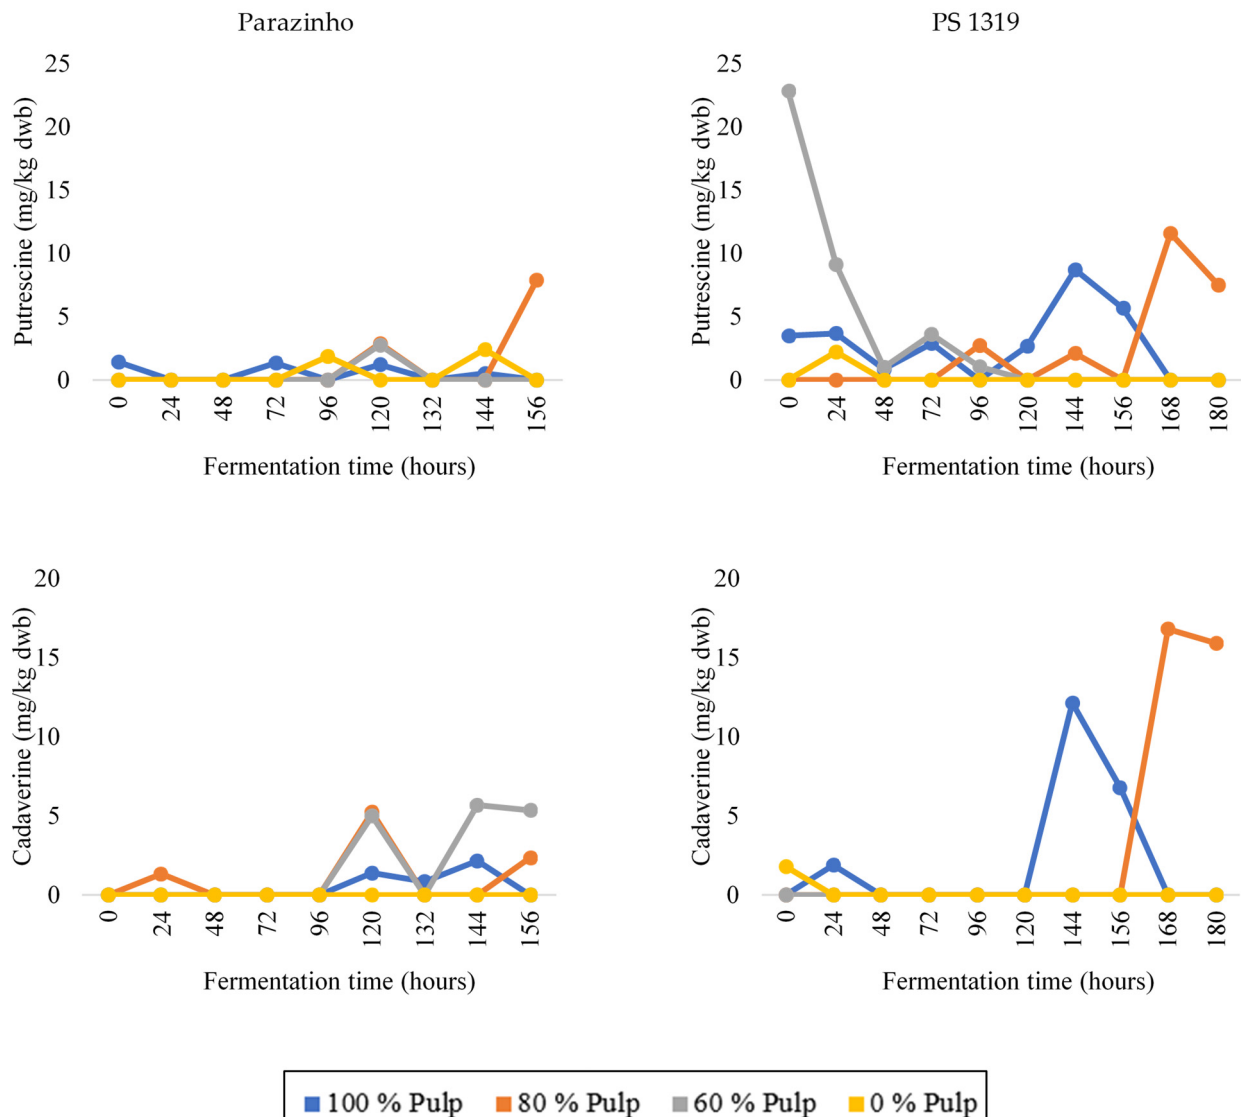 Parazinho
PS 1319
Putrescine (mg/kg dwb)
25
20
15
10
5
0
0 24 48 72 96 120 132 144 156
Fermentation time (hours)
Putrescine (mg/kg dwb)
25
20
15
10
5
0
0 24 48 72 96 120 144 156 168 180
Fermentation time (hours)
Cadaverine (mg/kg dwb)
20
15
10
5
0
0 24 48 72 96 120 132 144 156
Fermentation time (hours)
Cadaverine (mg/kg dwb)
20
15
10
5
0
0 24 48 72 96 120 144 156 168 180
Fermentation time (hours)
100 % Pulp 80 % Pulp 60 % Pulp 0 % Pulp